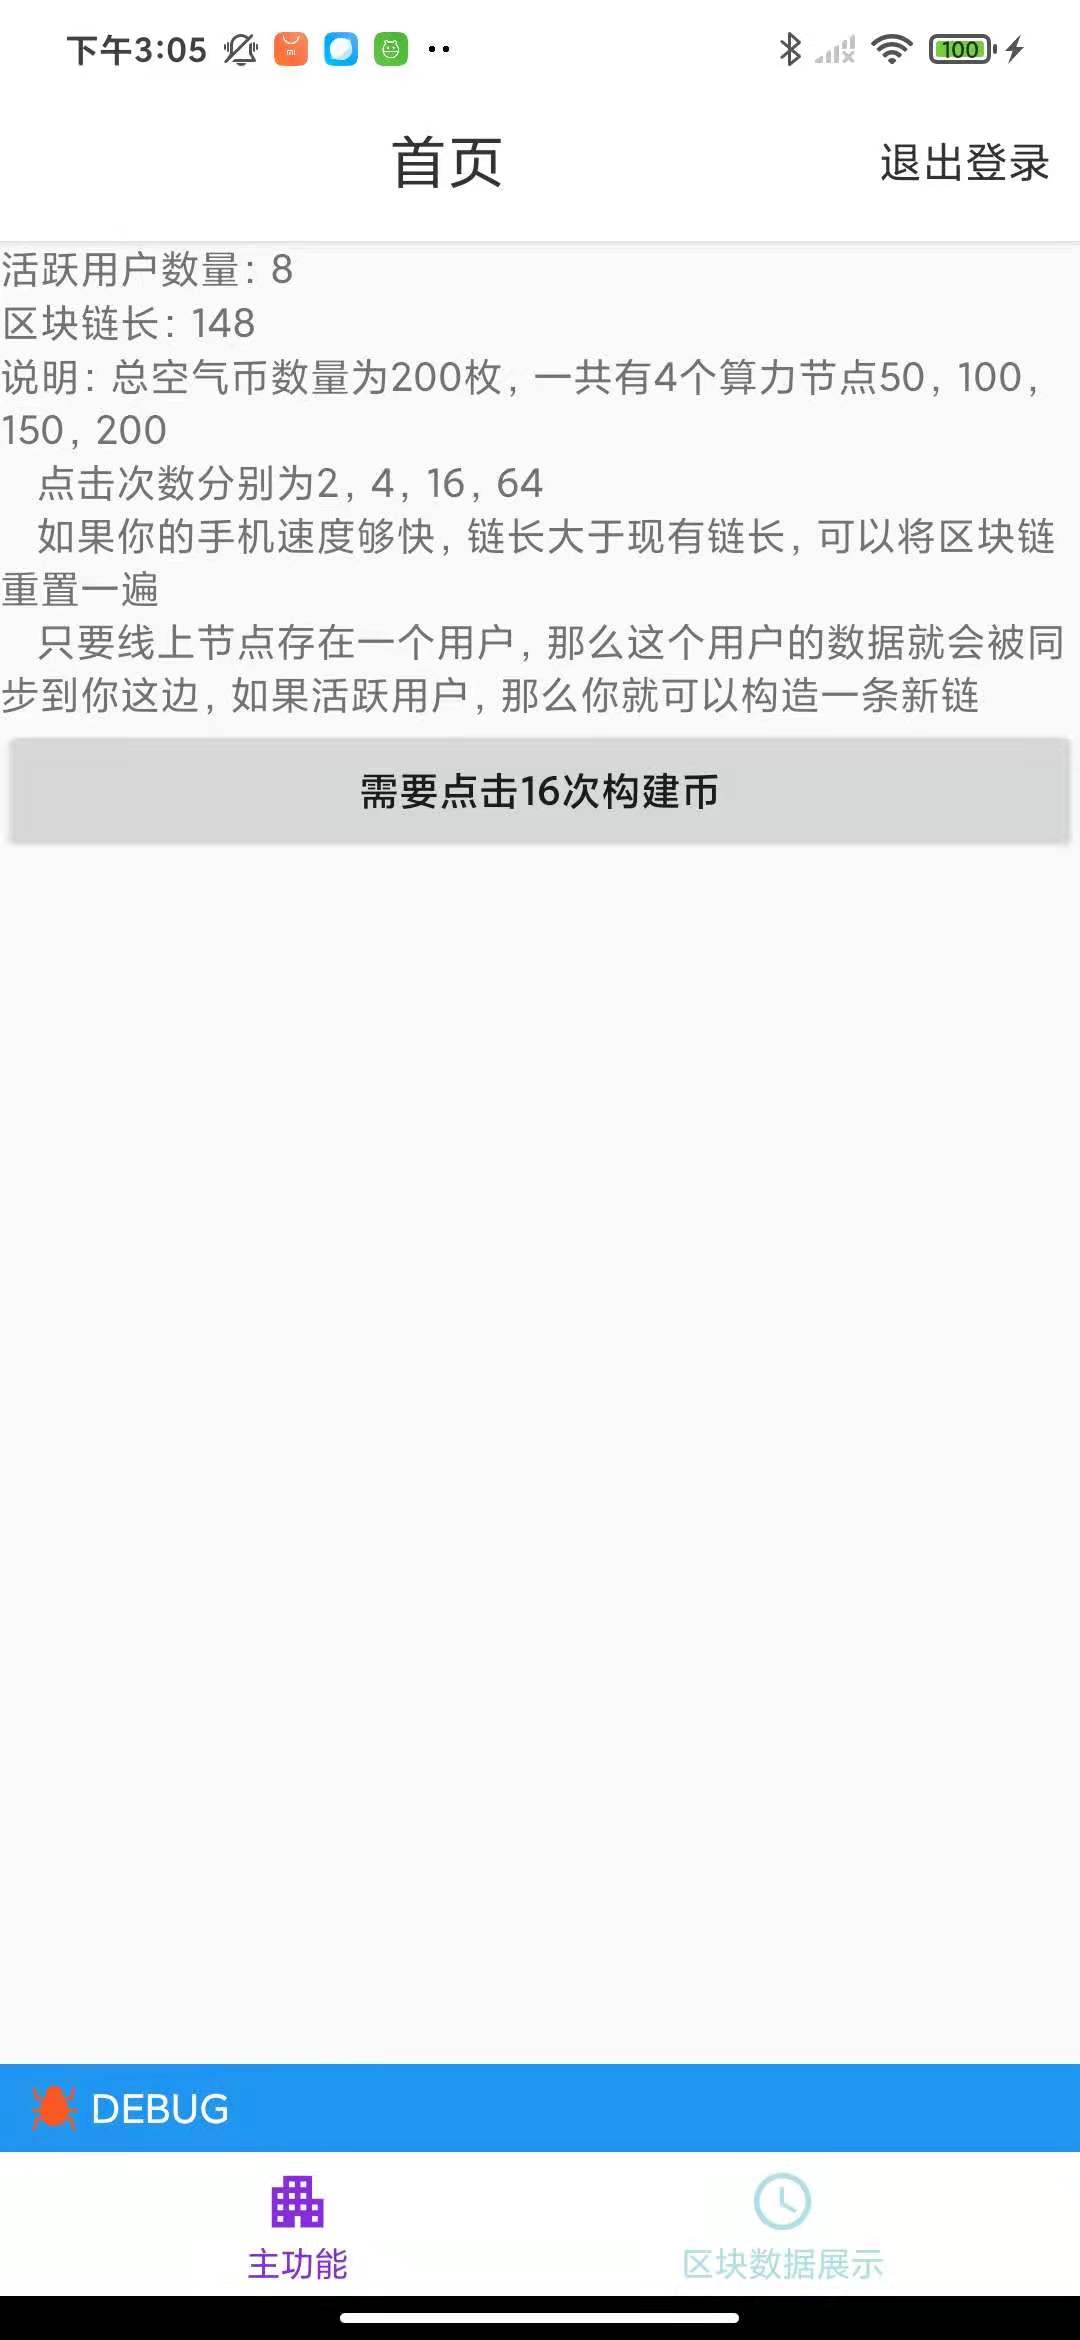 下午3:05
100
首页
退出登录
活跃用户数量: 8
区块链长: 148
说明: 总空气币数量为200枚, 一共有4个算力节点50, 100,
150, 200
点击次数分别为2, 4, 16, 64
如果你的手机速度够快, 链长大于现有链长, 可以将区块链
重置一遍
只要线上节点存在一个用户, 那么这个用户的数据就会被同
步到你这边, 如果活跃用户, 那么你就可以构造一条新链
需要点击16次构建币
DEBUG
主功能
区块数据展示